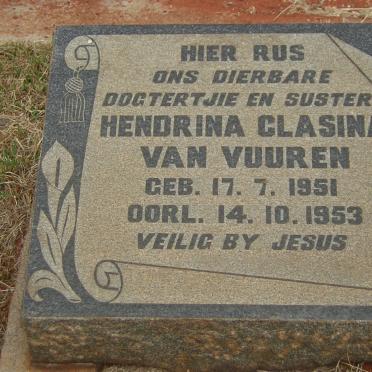 HIER RUS
ONS DIERBARE
DOGTERTJIE EN SUSTER
HENDRINA CLASINA
VAN VUUREN
GEB. 17. 7. 1951
OORL. 14. 10. 1953
VEILIG BY JESUS